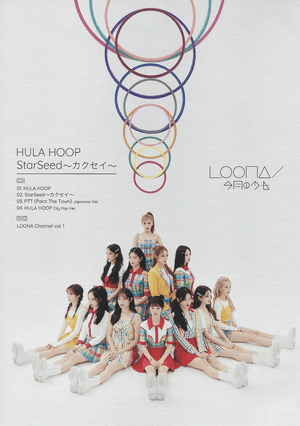 HULA HOOP
StarSeed～カクセイ～
CD
01. HULA HOOP
02. StarSeed～カクセイ～
03. PTT (Paint The Town) Japanese Ver.
04. HULA HOOP City Pop Ver.
DVD
LOONA Channel vol.1
LOONA/
今月の少女